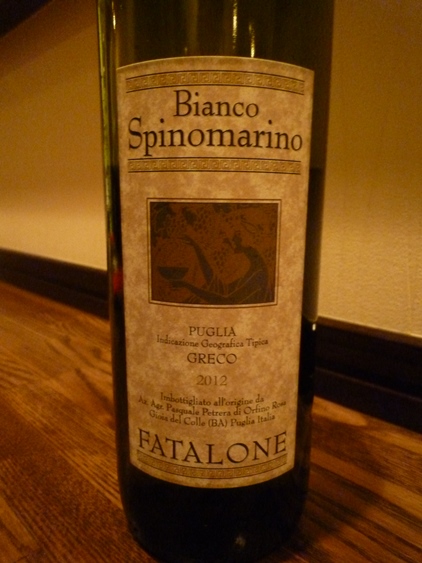 Bianco
Spinomarino
PUGLIA
Indicazione Geografica Tipica
GRECO
2012
Imbottigliato all'origine da
Az. Agr. Pasquale Petrera di Orfino Rosa
Gioia del Colle (BA) Puglia Italia
FATALONE